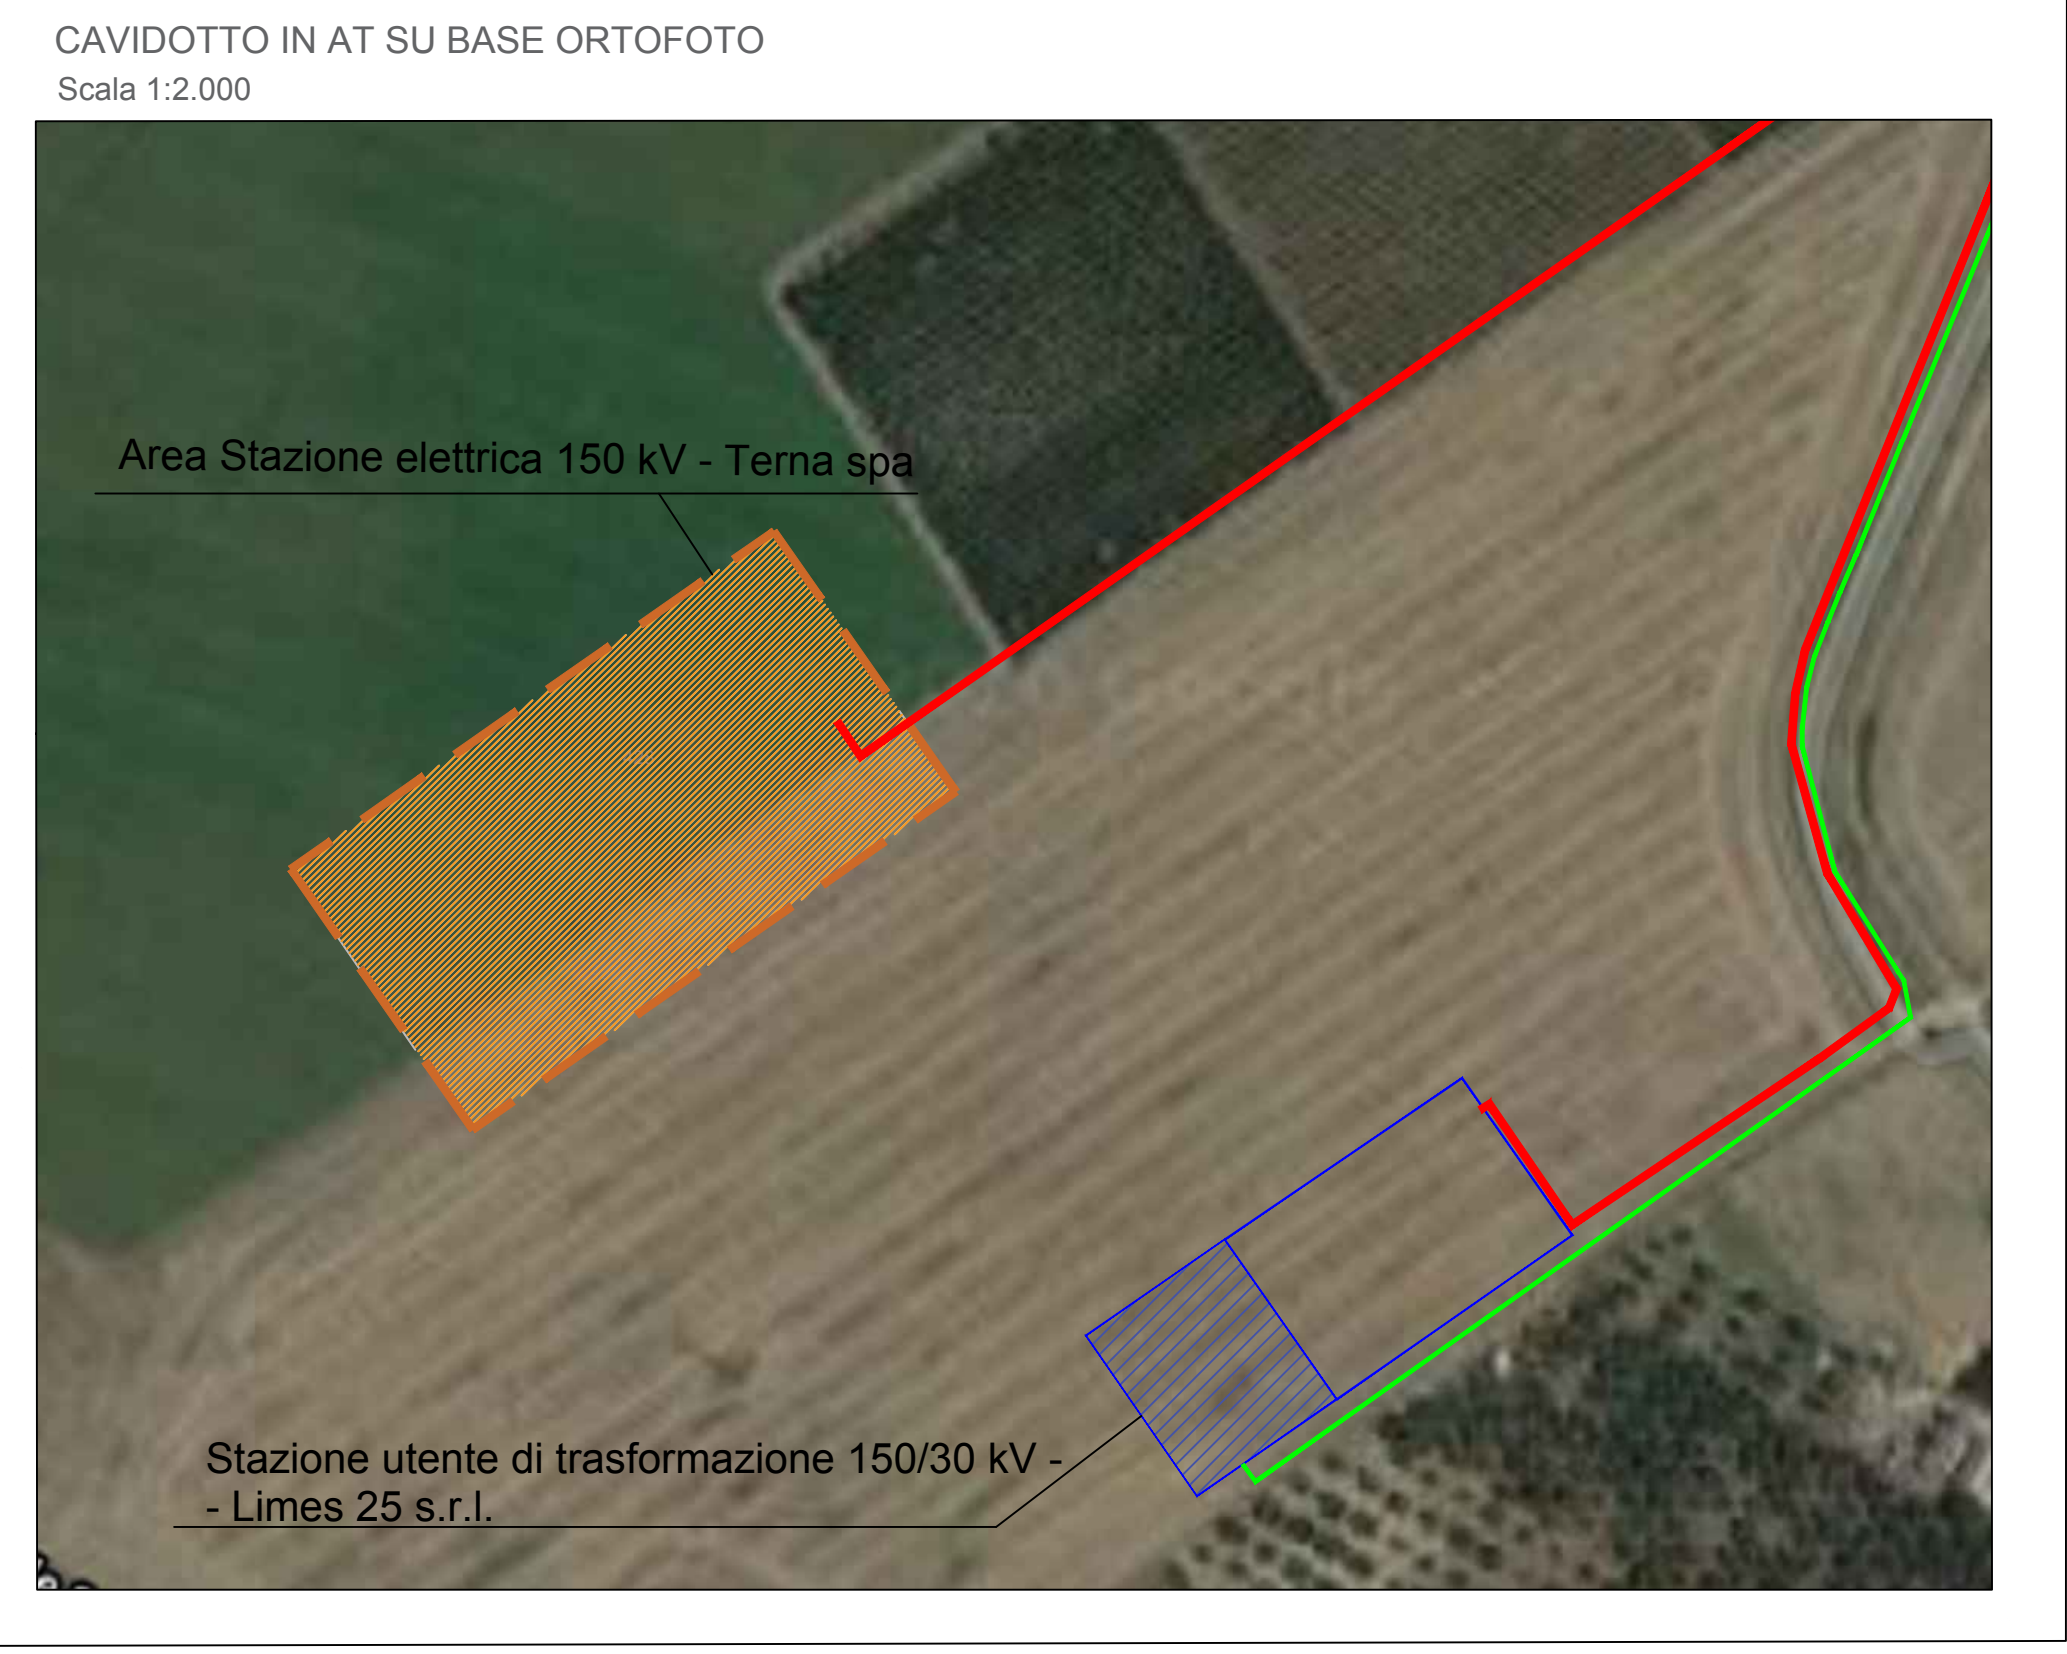 CAVIDOTTO IN AT SU BASE ORTOFOTO
Scala 1:2.000
Area Stazione elettrica 150 kV - Terna spa
Stazione utente di trasformazione 150/30 kV -
- Limes 25 s.r.l.